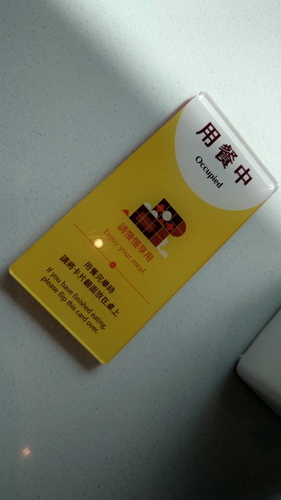 用餐中
Occupied
請慢慢享用
Enjoy your meal
用餐完畢時
請將卡片翻面放在桌上
If you have finished eating,
please flip this card over.